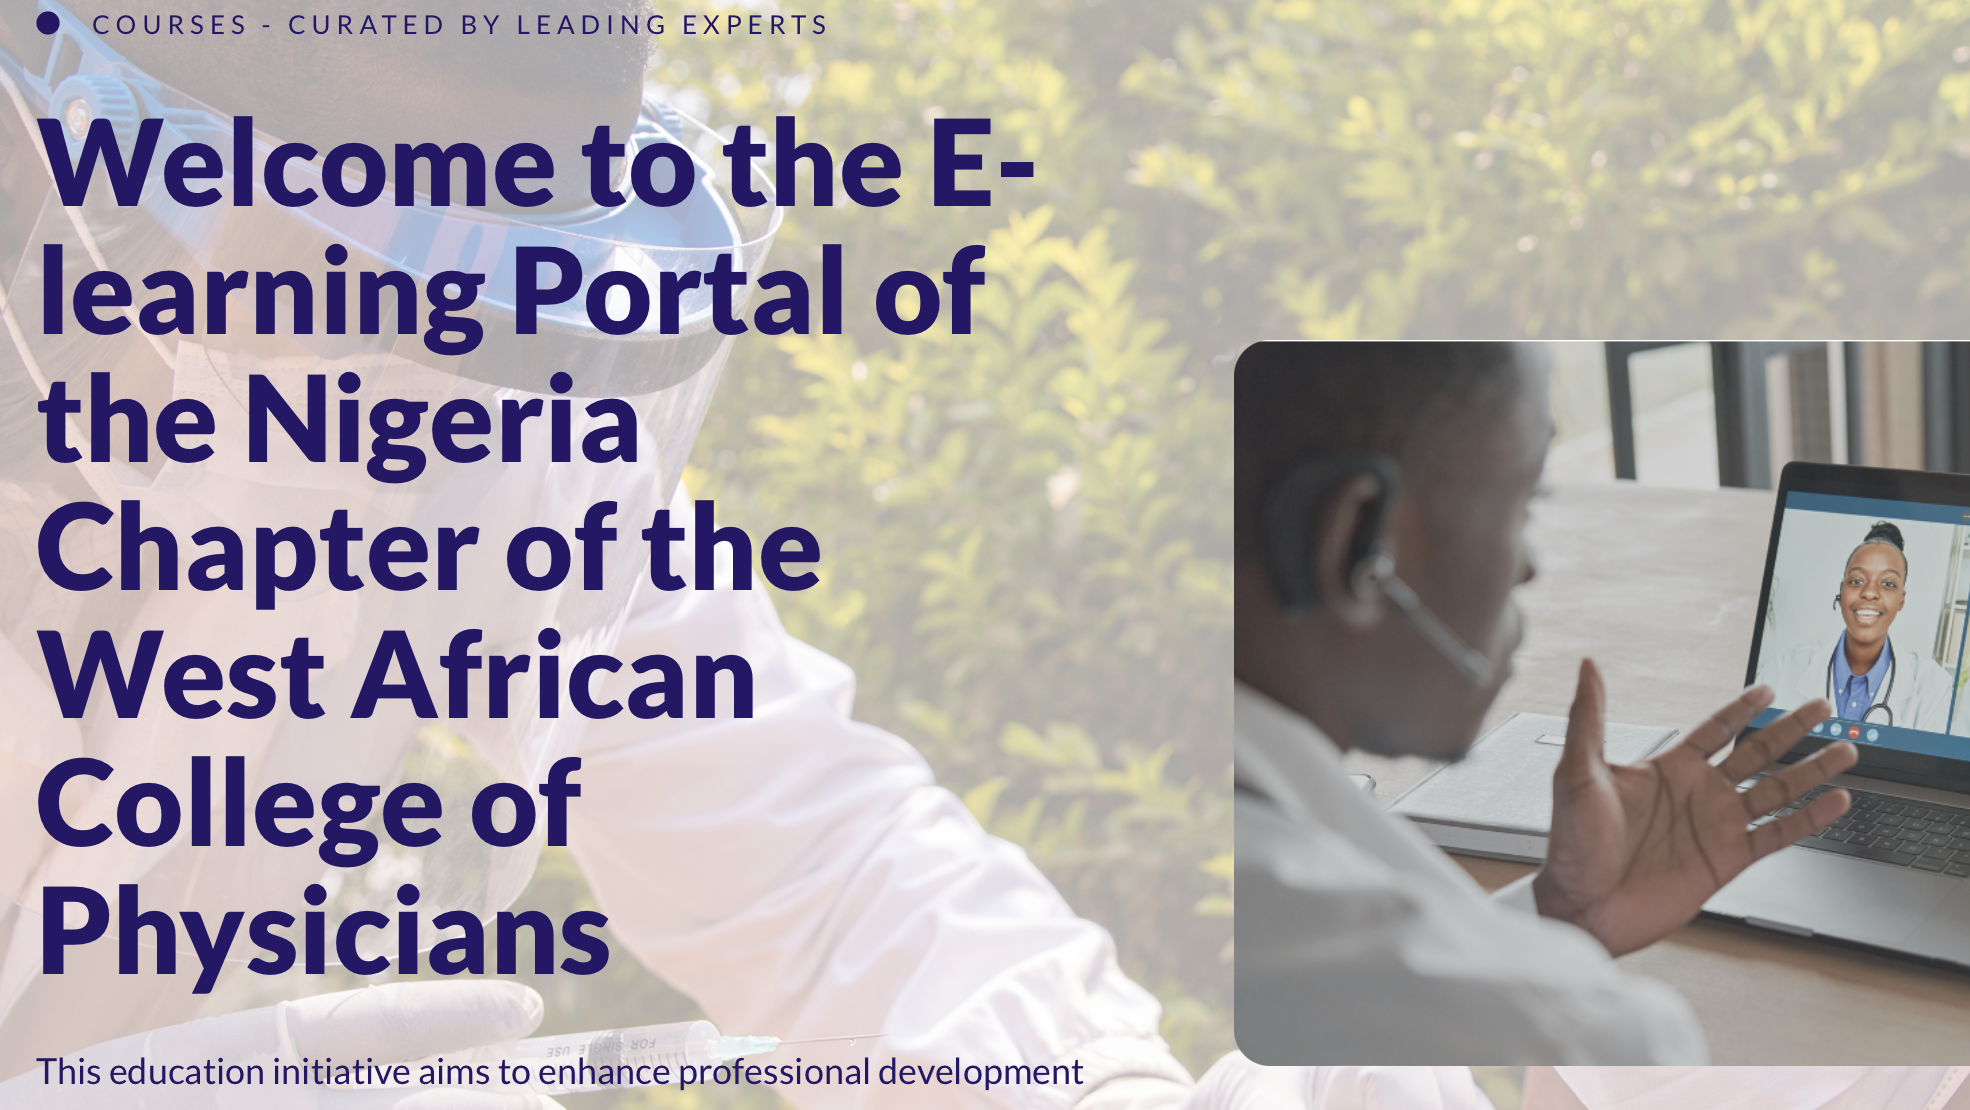 COURSES - CURATED BY LEADING EXPERTS
Welcome to the E-
learning Portal of
the Nigeria
Chapter of the
West African
College of
Physicians
FOR SINGLE USE
This education initiative aims to enhance professional development